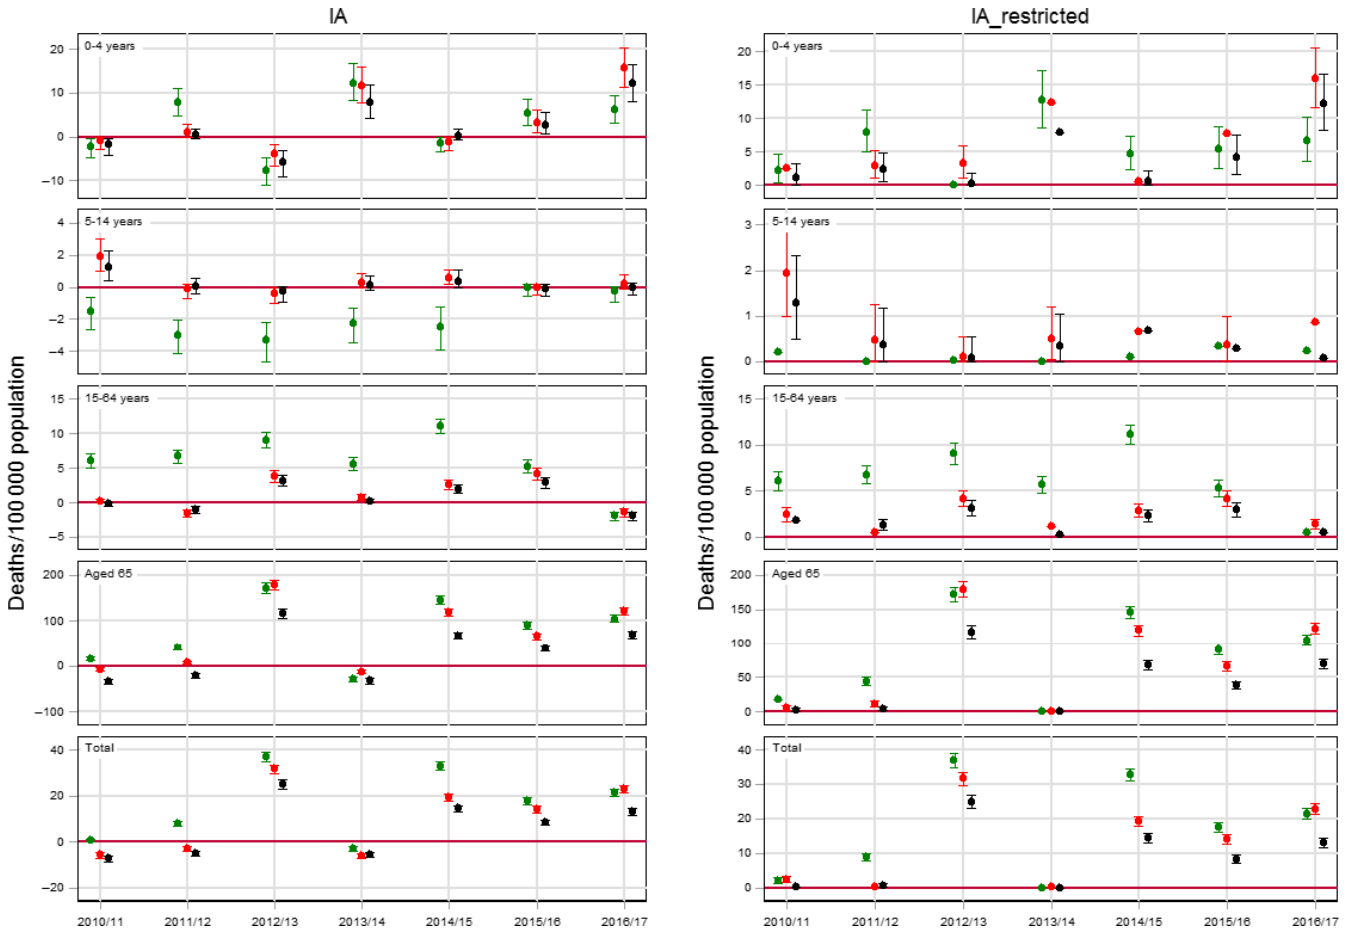 IA
IA_restricted
Deaths/100 000 population
0-4 years
20
10
0
−10
5-14 years
4
2
0
−2
−4
15-64 years
15
10
5
0
−5
Aged 65
200
100
0
−100
Total
40
20
0
−20
2010/11 2011/12 2012/13 2013/14 2014/15 2015/16 2016/17
Deaths/100 000 population
0-4 years
20
15
10
5
0
5-14 years
3
2
1
0
15-64 years
15
10
5
0
Aged 65
200
150
100
50
0
Total
40
30
20
10
0
2010/11 2011/12 2012/13 2013/14 2014/15 2015/16 2016/17